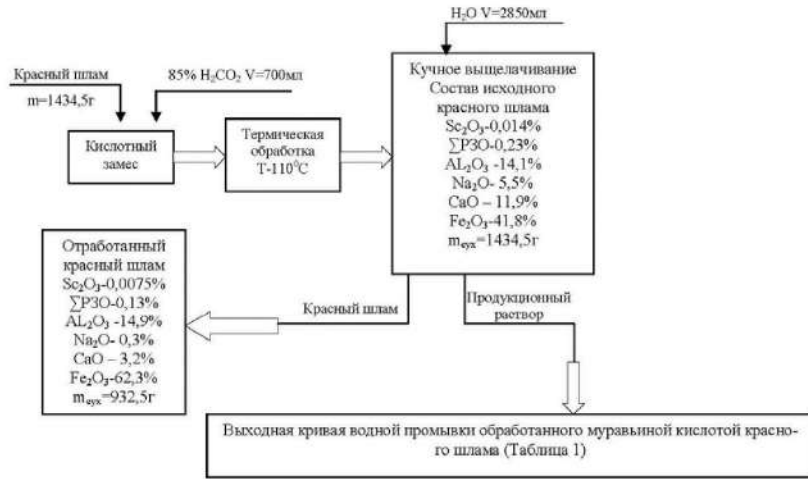 H₂O V=2850мл
Красный шлам
m=1434,5г
85% H₂CO₂ V=700мл
Кислотный
замес
Термическая
обработка
T-110⁰C
Кучное выщелачивание
Состав исходного
красного шлама
Sc₂O₃-0,014%
∑РЗО-0,23%
AL₂O₃ -14,1%
Na₂O- 5,5%
CaO – 11,9%
Fe₂O₃-41,8%
mсух=1434,5г
Отработанный
красный шлам
Sc₂O₃-0,0075%
∑РЗО-0,13%
AL₂O₃ -14,9%
Na₂O- 0,3%
CaO – 3,2%
Fe₂O₃-62,3%
mсух=932,5г
Красный шлам
Продукционный
раствор
Выходная кривая водной промывки обработанного муравьиной кислотой красно-
го шлама (Таблица 1)